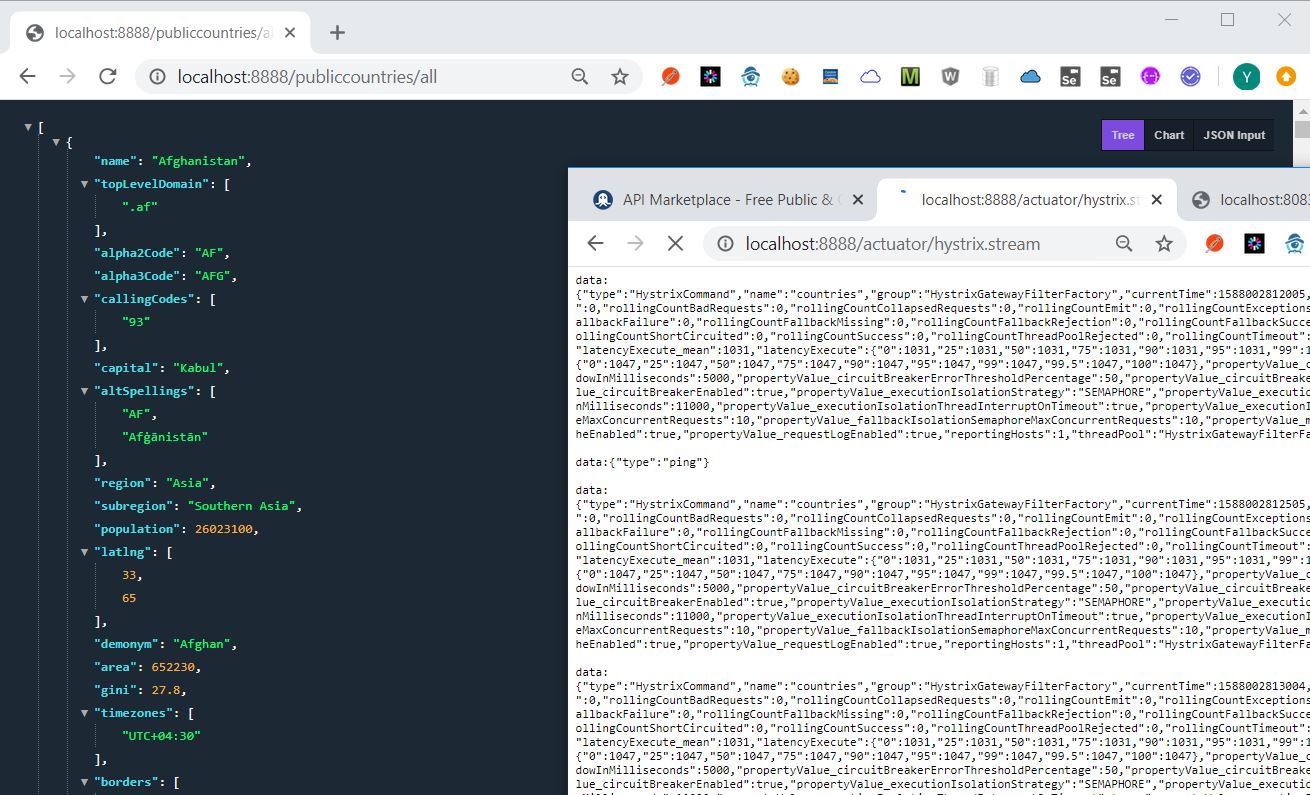 localhost:8888/publiccountries/a
localhost:8888/publiccountries/all
Se
Se
M
W
Y
Tree
Chart
JSON Input
[
{
"name": "Afghanistan",
"topLevelDomain": [
".af"
],
"alpha2Code": "AF",
"alpha3Code": "AFG",
"callingCodes": [
"93"
],
"capital": "Kabul",
"altSpellings": [
"AF",
"Afġānistān"
],
"region": "Asia",
"subregion": "Southern Asia",
"population": 26023100,
"latlng": [
33,
65
],
"demonym": "Afghan",
"area": 652230,
"gini": 27.8,
"timezones": [
"UTC+04:30"
],
"borders": [
API Marketplace - Free Public &
localhost:8888/actuator/hystrix.st
localhost:808
localhost:8888/actuator/hystrix.stream
data:
{"type":"HystrixCommand","name":"countries","group":"HystrixGatewayFilterFactory","currentTime":1588002812005,
":0,"rollingCountBadRequests":0,"rollingCountCollapsedRequests":0,"rollingCountEmit":0,"rollingCountExceptions
allbackFailure":0,"rollingCountFallbackMissing":0,"rollingCountFallbackRejection":0,"rollingCountFallbackSucc
ollingCountShortCircuited":0,"rollingCountSuccess":0,"rollingCountThreadPoolRejected":0,"rollingCountTimeout":
"latencyExecute_mean":1031,"latencyExecute":{"0":1031,"25":1031,"50":1031,"75":1031,"90":1031,"95":1031,"99":1
{"0":1047,"25":1047,"50":1047,"75":1047,"90":1047,"95":1047,"99":1047,"99.5":1047,"100":1047},"propertyValue_c
dowInMilliseconds":5000,"propertyValue_circuitBreakerErrorThresholdPercentage":50,"propertyValue_circuitBreake
lue_circuitBreakerEnabled":true,"propertyValue_executionIsolationStrategy":"SEMAPHORE","propertyValue_executio
nMilliseconds":11000,"propertyValue_executionIsolationThreadInterruptOnTimeout":true,"propertyValue_executionI
eMaxConcurrentRequests":10,"propertyValue_fallbackIsolationSemaphoreMaxConcurrentRequests":10,"propertyValue_m
heEnabled":true,"propertyValue_requestLogEnabled":true,"reportingHosts":1,"threadPool":"HystrixGatewayFilterFa
data:{"type":"ping"}
data:
{"type":"HystrixCommand","name":"countries","group":"HystrixGatewayFilterFactory","currentTime":1588002812505,
":0,"rollingCountBadRequests":0,"rollingCountCollapsedRequests":0,"rollingCountEmit":0,"rollingCountExceptions
allbackFailure":0,"rollingCountFallbackMissing":0,"rollingCountFallbackRejection":0,"rollingCountFallbackSucce
ollingCountShortCircuited":0,"rollingCountSuccess":0,"rollingCountThreadPoolRejected":0,"rollingCountTimeout":
"latencyExecute_mean":1031,"latencyExecute":{"0":1031,"25":1031,"50":1031,"75":1031,"90":1031,"95":1031,"99":1
{"0":1047,"25":1047,"50":1047,"75":1047,"90":1047,"95":1047,"99":1047,"99.5":1047,"100":1047},"propertyValue_c
dowInMilliseconds":5000,"propertyValue_circuitBreakerErrorThresholdPercentage":50,"propertyValue_circuitBreake
lue_circuitBreakerEnabled":true,"propertyValue_executionIsolationStrategy":"SEMAPHORE","propertyValue_executio
nMilliseconds":11000,"propertyValue_executionIsolationThreadInterruptOnTimeout":true,"propertyValue_executionI
eMaxConcurrentRequests":10,"propertyValue_fallbackIsolationSemaphoreMaxConcurrentRequests":10,"propertyValue_m
heEnabled":true,"propertyValue_requestLogEnabled":true,"reportingHosts":1,"threadPool":"HystrixGatewayFilterFa
data:
{"type":"HystrixCommand","name":"countries","group":"HystrixGatewayFilterFactory","currentTime":1588002813004,
":0,"rollingCountBadRequests":0,"rollingCountCollapsedRequests":0,"rollingCountEmit":0,"rollingCountExceptions
allbackFailure":0,"rollingCountFallbackMissing":0,"rollingCountFallbackRejection":0,"rollingCountFallbackSucce
ollingCountShortCircuited":0,"rollingCountSuccess":0,"rollingCountThreadPoolRejected":0,"rollingCountTimeout":
"latencyExecute_mean":1031,"latencyExecute":{"0":1031,"25":1031,"50":1031,"75":1031,"90":1031,"95":1031,"99":1
{"0":1047,"25":1047,"50":1047,"75":1047,"90":1047,"95":1047,"99":1047,"99.5":1047,"100":1047},"propertyValue_c
dowInMilliseconds":5000,"propertyValue_circuitBreakerErrorThresholdPercentage":50,"propertyValue_circuitBreake
lue_circuitBreakerEnabled":true,"propertyValue_executionIsolationStrategy":"SEMAPHORE","propertyValue_executio